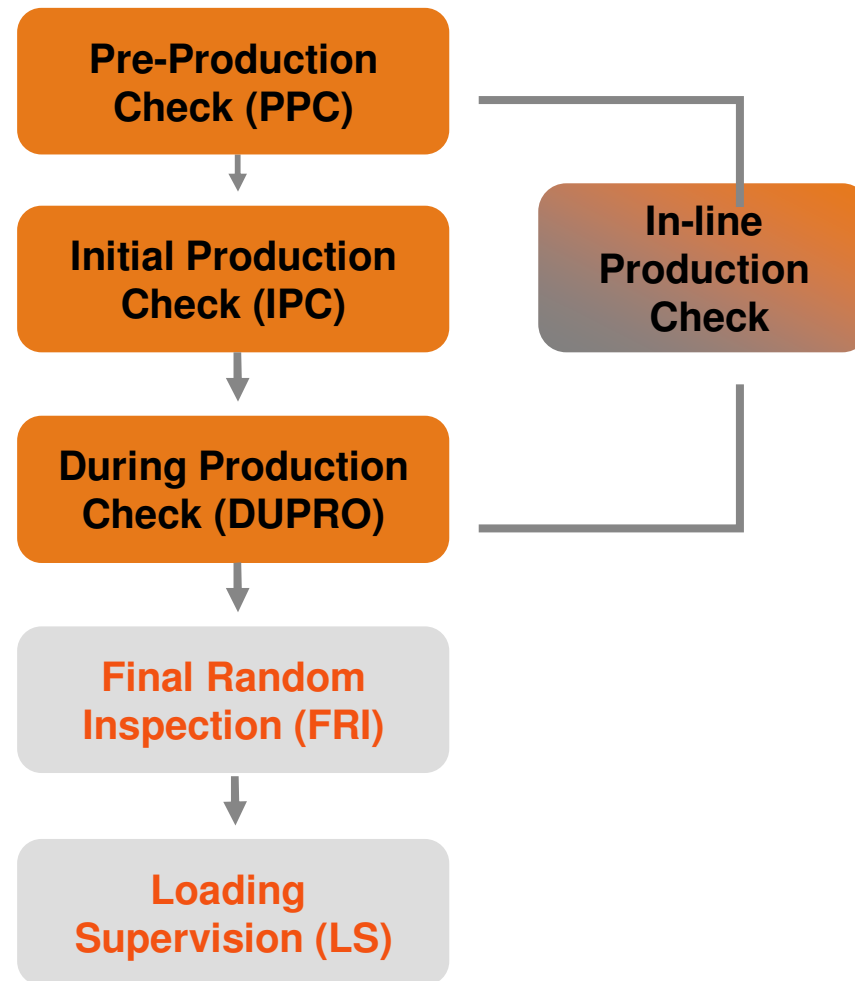 Pre-Production
Check (PPC)
Initial Production
Check (IPC)
During Production
Check (DUPRO)
Final Random
Inspection (FRI)
Loading
Supervision (LS)
In-line
Production
Check